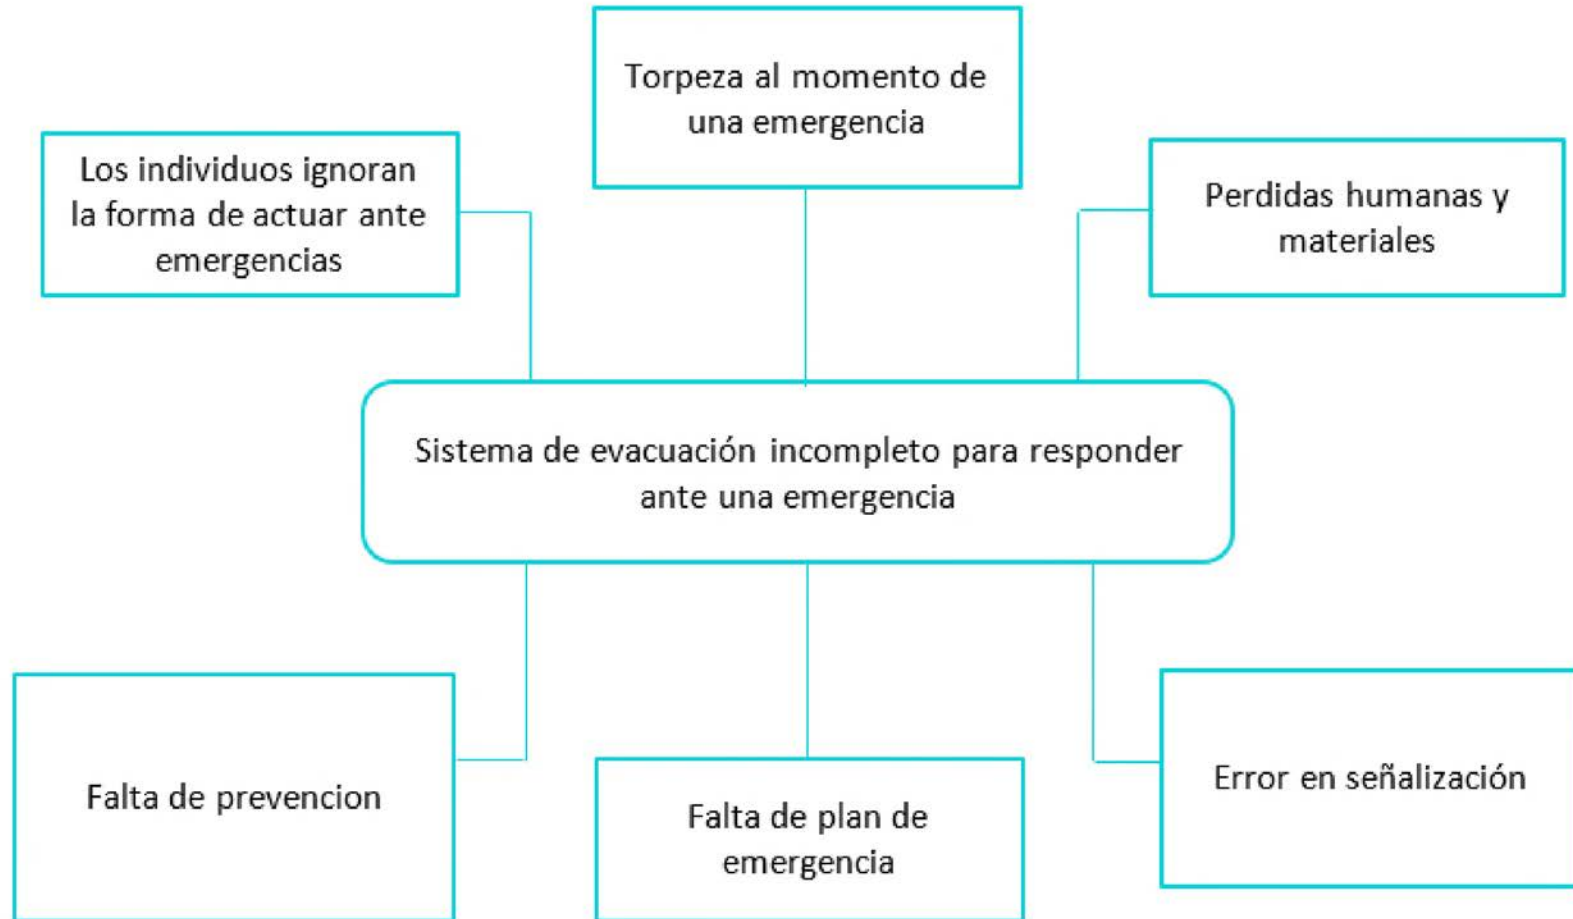 Torpeza al momento de
una emergencia
Los individuos ignoran
la forma de actuar ante
emergencias
Perdidas humanas y
materiales
Sistema de evacuación incompleto para responder
ante una emergencia
Falta de prevencion
Falta de plan de
emergencia
Error en señalización